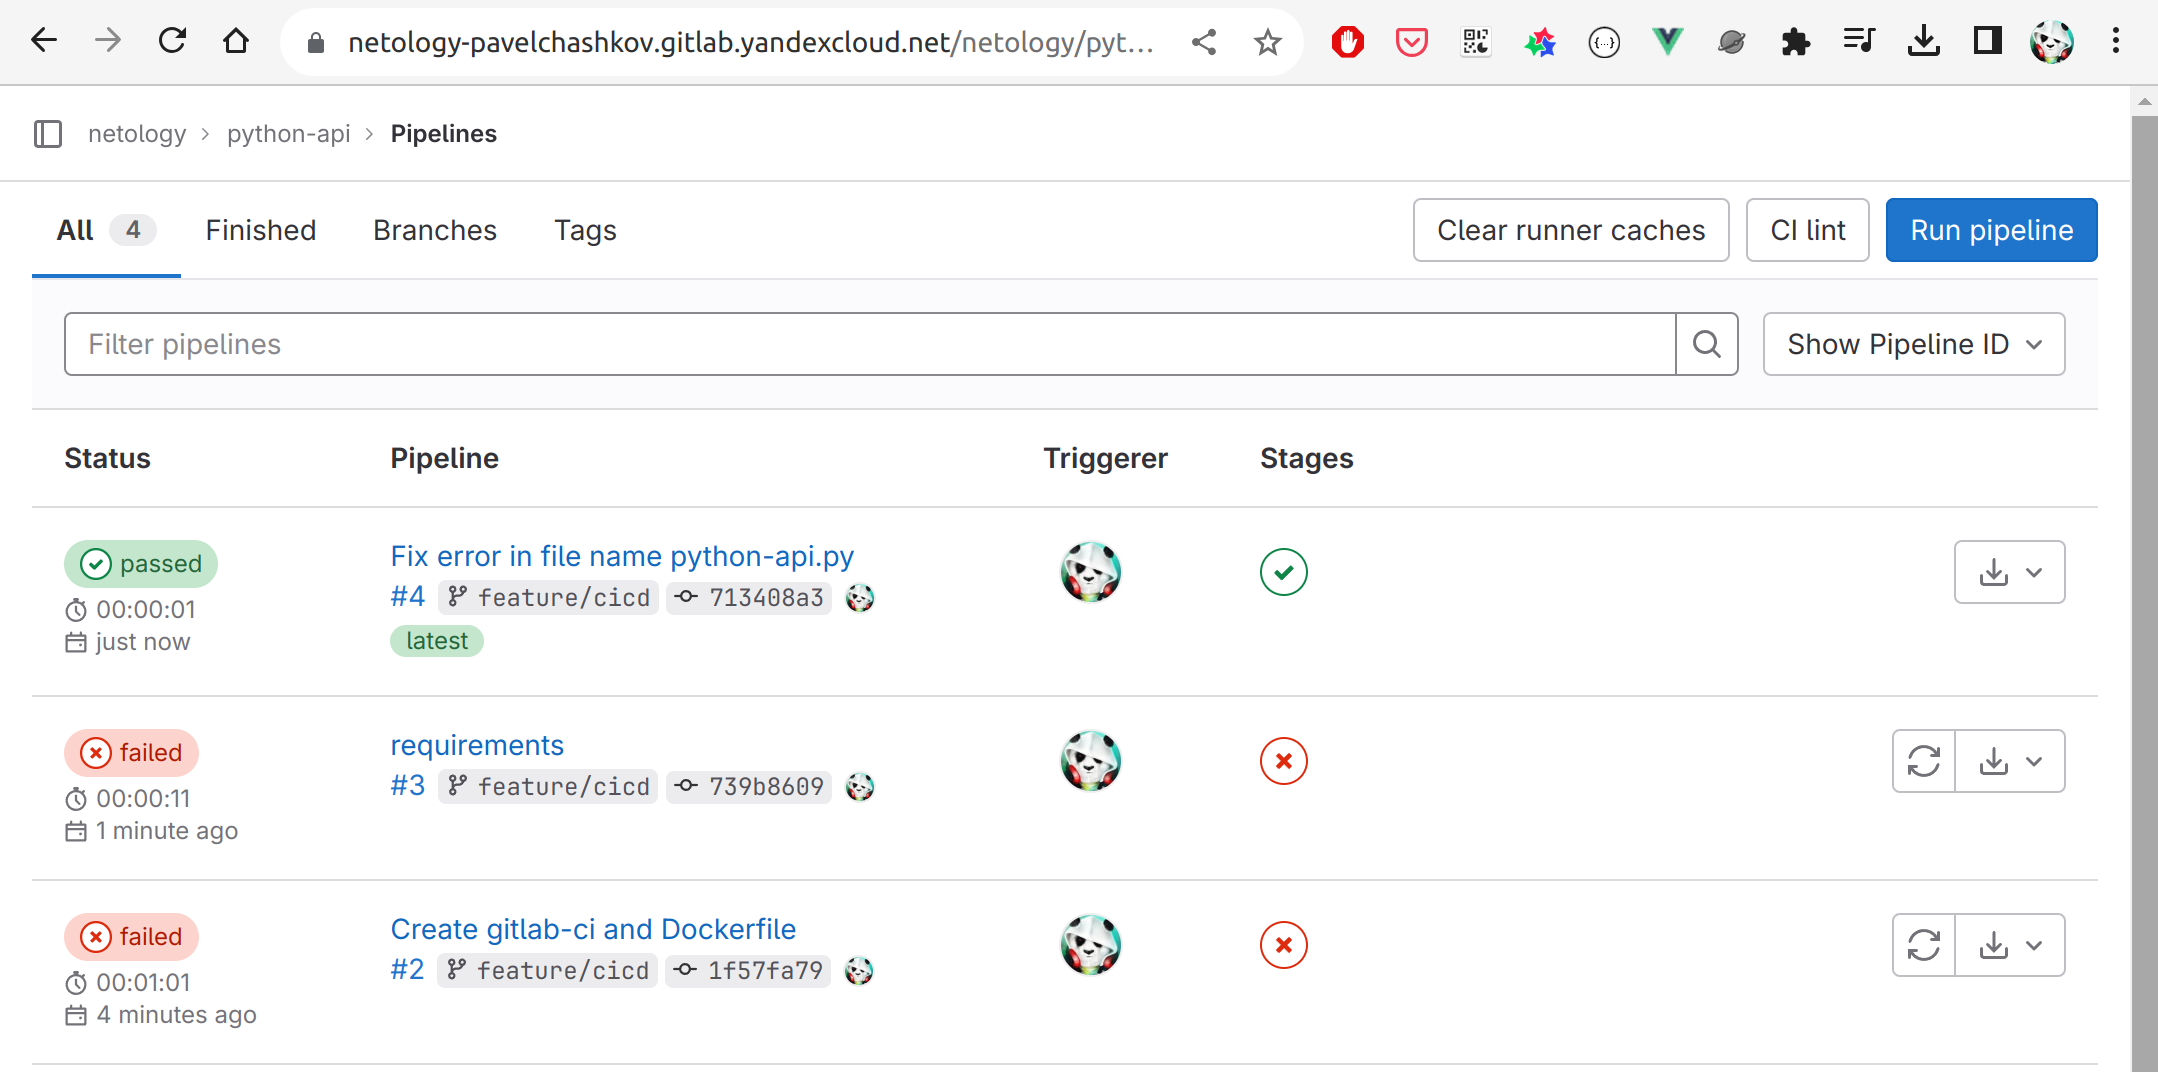 netology-pavelchashkov.gitlab.yandexcloud.net/netology/pyt...
netology > python-api > Pipelines
All 4 Finished Branches Tags Clear runner caches CI lint Run pipeline
Filter pipelines Show Pipeline ID
Status Pipeline Triggerer Stages
passed Fix error in file name python-api.py
#4 feature/cicd 713408a3
00:00:01
just now latest
failed requirements
#3 feature/cicd 739b8609
00:00:11
1 minute ago
failed Create gitlab-ci and Dockerfile
#2 feature/cicd 1f57fa79
00:01:01
4 minutes ago